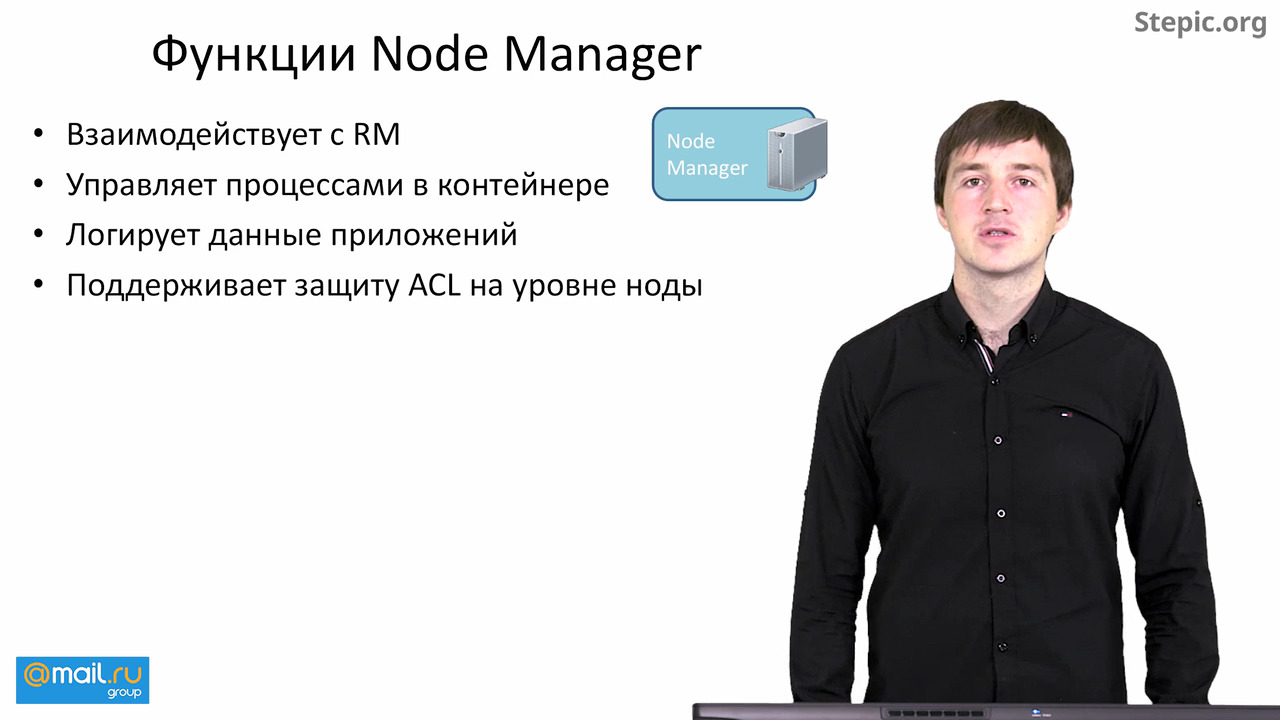 Stepic.org
Функции Node Manager
• Взаимодействует с RM
• Управляет процессами в контейнере
• Логирует данные приложений
• Поддерживает защиту ACL на уровне ноды
Node
Manager
@mail.ru
group